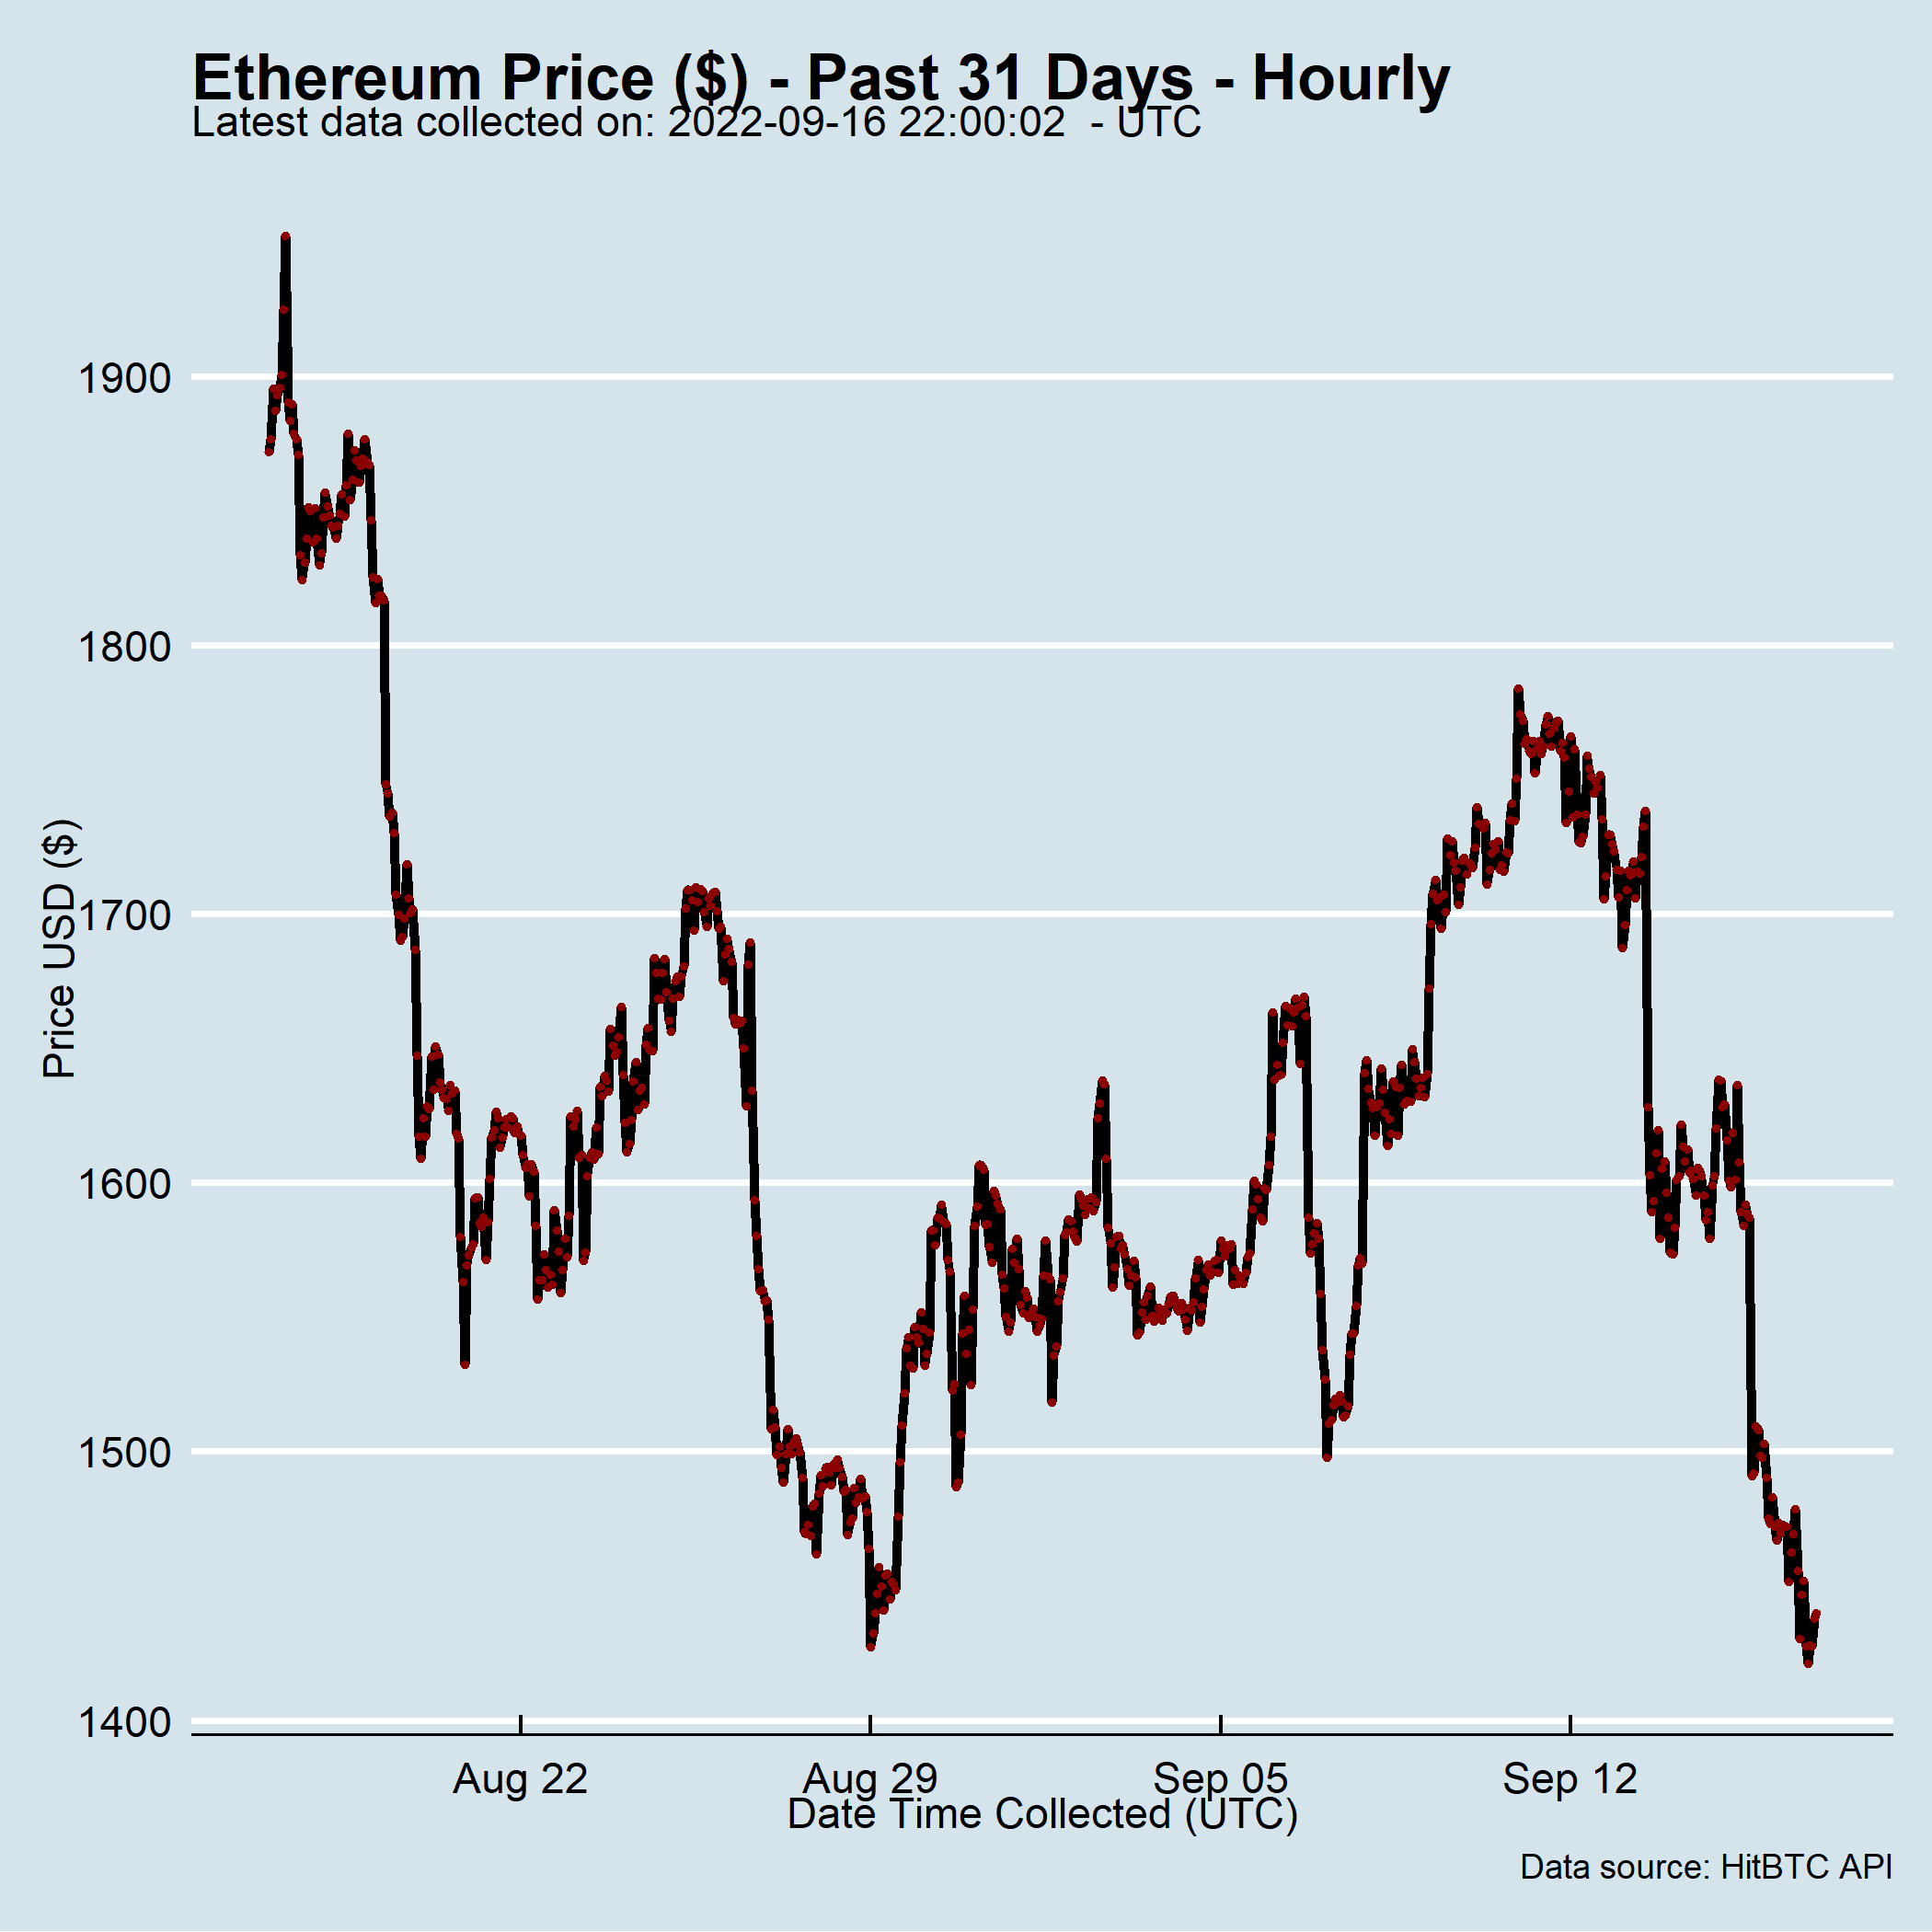 Ethereum Price ($) - Past 31 Days - Hourly
Latest data collected on: 2022-09-16 22:00:02  - UTC
Price USD ($)
1900
1800
1700
1600
1500
1400
Aug 22
Aug 29
Sep 05
Sep 12
Date Time Collected (UTC)
Data source: HitBTC API